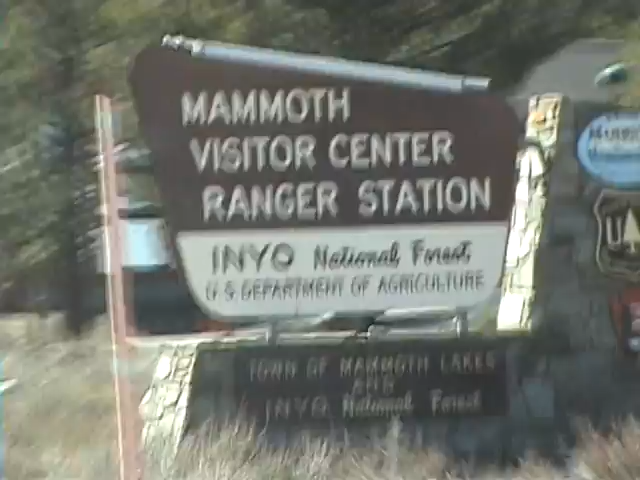 MAMMOTH
VISITOR CENTER
RANGER STATION
INYO National Forest
U S DEPARTMENT OF AGRICULTURE
TOWN OF MAMMOTH LAKES
AND
INYO National Forest
U